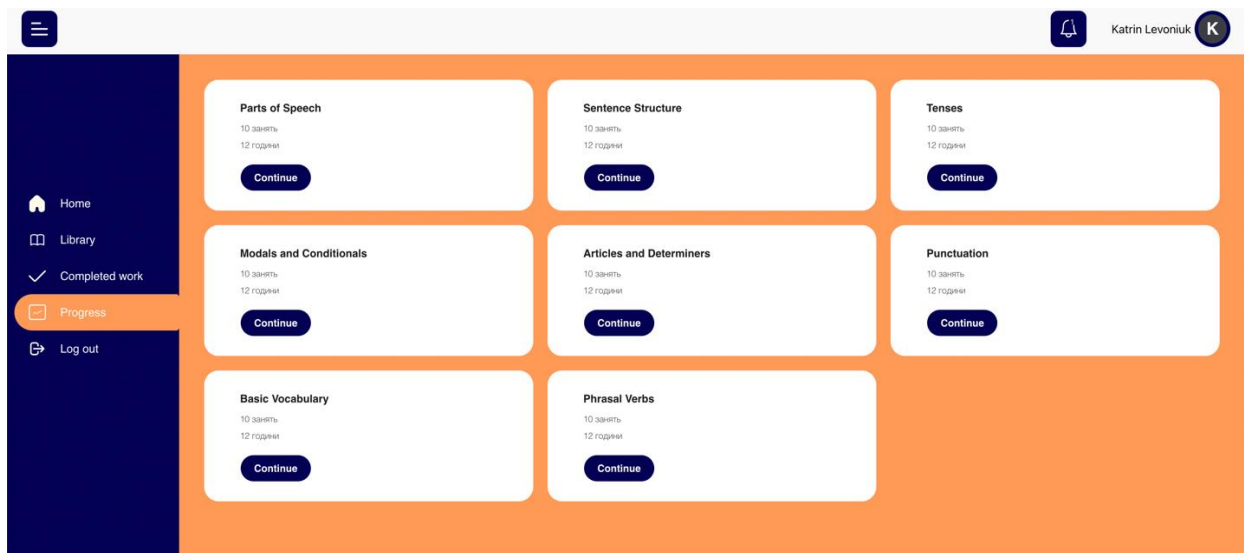 Katrin Levoniuk K
Home
Library
Completed work
Progress
Log out
Parts of Speech
10 занять
12 години
Continue
Sentence Structure
10 занять
12 години
Continue
Tenses
10 занять
12 години
Continue
Modals and Conditionals
10 занять
12 години
Continue
Articles and Determiners
10 занять
12 години
Continue
Punctuation
10 занять
12 години
Continue
Basic Vocabulary
10 занять
12 години
Continue
Phrasal Verbs
10 занять
12 години
Continue